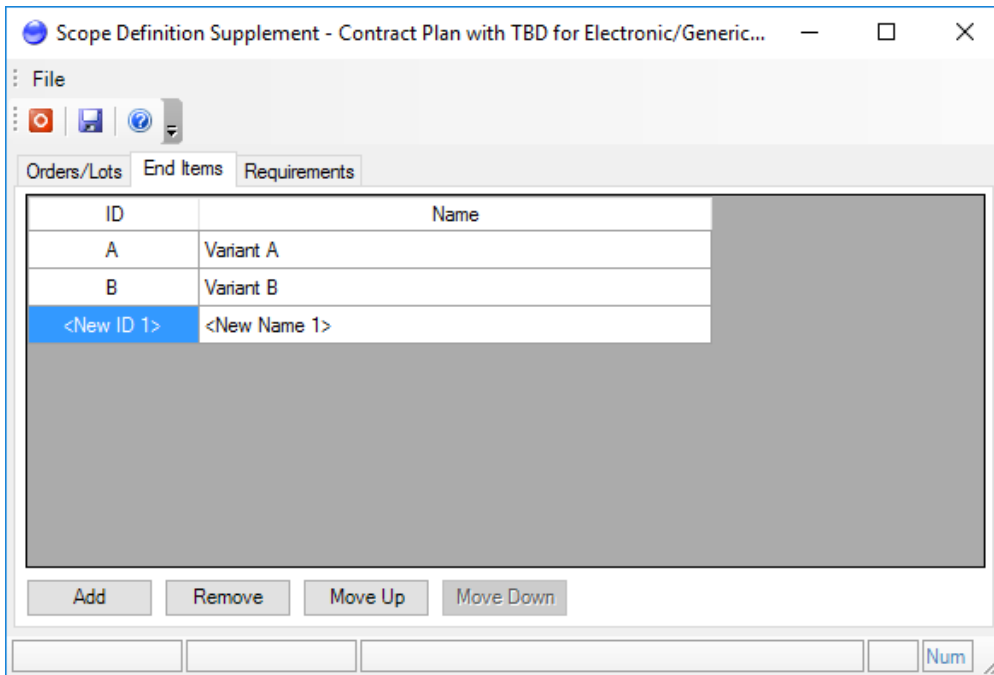 Scope Definition Supplement - Contract Plan with TBD for Electronic/Generic...
File
Orders/Lots End Items Requirements
ID Name
A Variant A
B Variant B
<New ID 1> <New Name 1>
Add Remove Move Up Move Down
Num